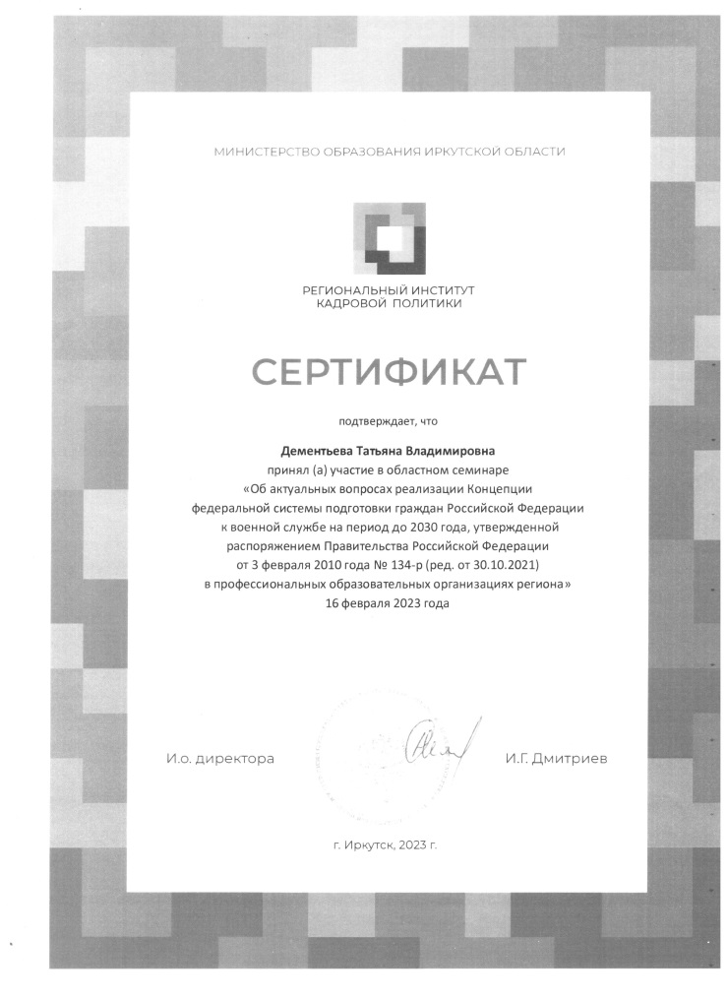 МИНИСТЕРСТВО ОБРАЗОВАНИЯ ИРКУТСКОЙ ОБЛАСТИ
РЕГИОНАЛЬНЫЙ ИНСТИТУТ
КАДРОВОЙ ПОЛИТИКИ
СЕРТИФИКАТ
подтверждает, что
Дементьева Татьяна Владимировна
принял (а) участие в областном семинаре
«Об актуальных вопросах реализации Концепции
федеральной системы подготовки граждан Российской Федерации
к военной службе на период до 2030 года, утвержденной
распоряжением Правительства Российской Федерации
от 3 февраля 2010 года № 134-р (ред. от 30.10.2021)
в профессиональных образовательных организациях региона»
16 февраля 2023 года
И.о. директора
И.Г. Дмитриев
г. Иркутск, 2023 г.